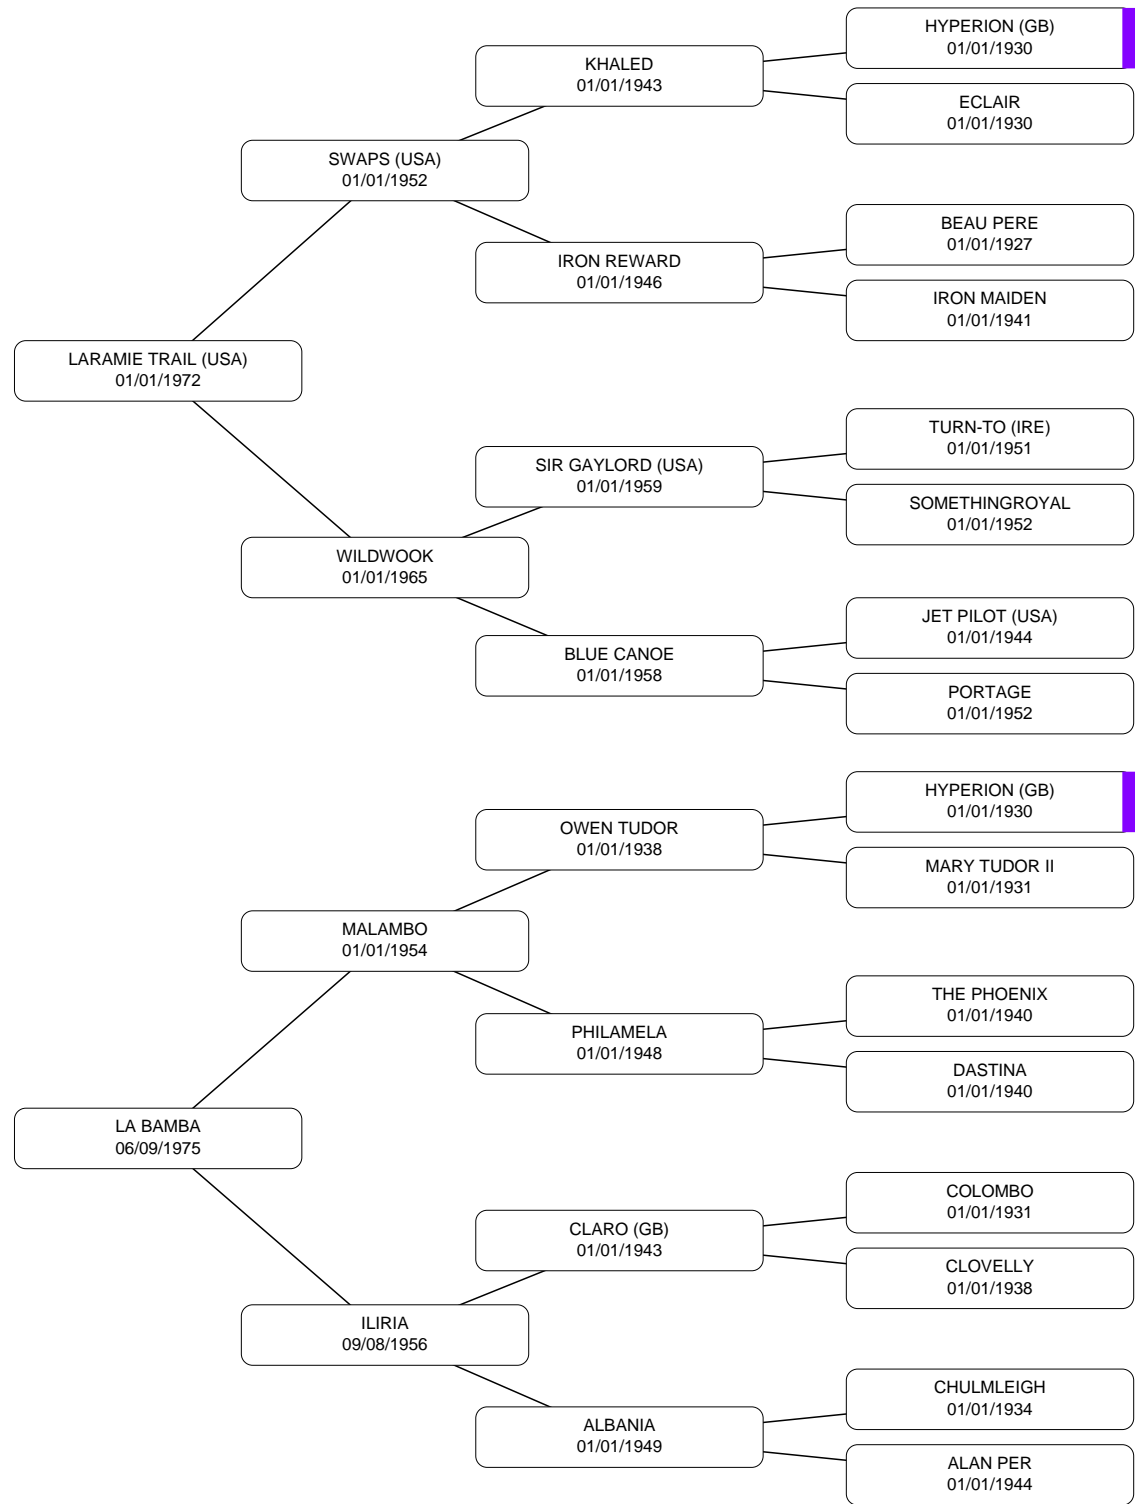 HYPERION (GB)
01/01/1930
KHALED
01/01/1943
ECLAIR
01/01/1930
SWAPS (USA)
01/01/1952
BEAU PERE
01/01/1927
IRON REWARD
01/01/1946
IRON MAIDEN
01/01/1941
LARAMIE TRAIL (USA)
01/01/1972
TURN-TO (IRE)
01/01/1951
SIR GAYLORD (USA)
01/01/1959
SOMETHINGROYAL
01/01/1952
WILDWOOK
01/01/1965
JET PILOT (USA)
01/01/1944
BLUE CANOE
01/01/1958
PORTAGE
01/01/1952
HYPERION (GB)
01/01/1930
OWEN TUDOR
01/01/1938
MARY TUDOR II
01/01/1931
MALAMBO
01/01/1954
THE PHOENIX
01/01/1940
PHILAMELA
01/01/1948
DASTINA
01/01/1940
LA BAMBA
06/09/1975
COLOMBO
01/01/1931
CLARO (GB)
01/01/1943
CLOVELLY
01/01/1938
ILIRIA
09/08/1956
CHULMLEIGH
01/01/1934
ALBANIA
01/01/1949
ALAN PER
01/01/1944